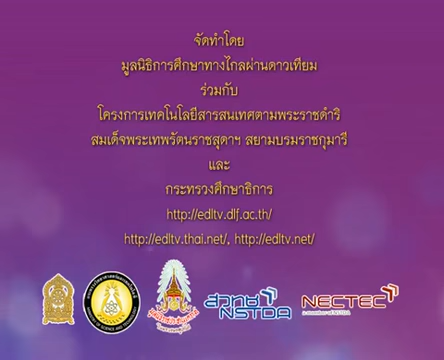 จัดทำโดย
มูลนิธิการศึกษาทางไกลผ่านดาวเทียม
ร่วมกับ
โครงการเทคโนโลยีสารสนเทศตามพระราชดำริ
สมเด็จพระเทพรัตนราชสุดาฯ สยามบรมราชกุมารี
และ
กระทรวงศึกษาธิการ
http://edltv.dlf.ac.th/
http://edltv.thai.net/, http://edltv.net/
สวทช
NSTDA
NECTEC